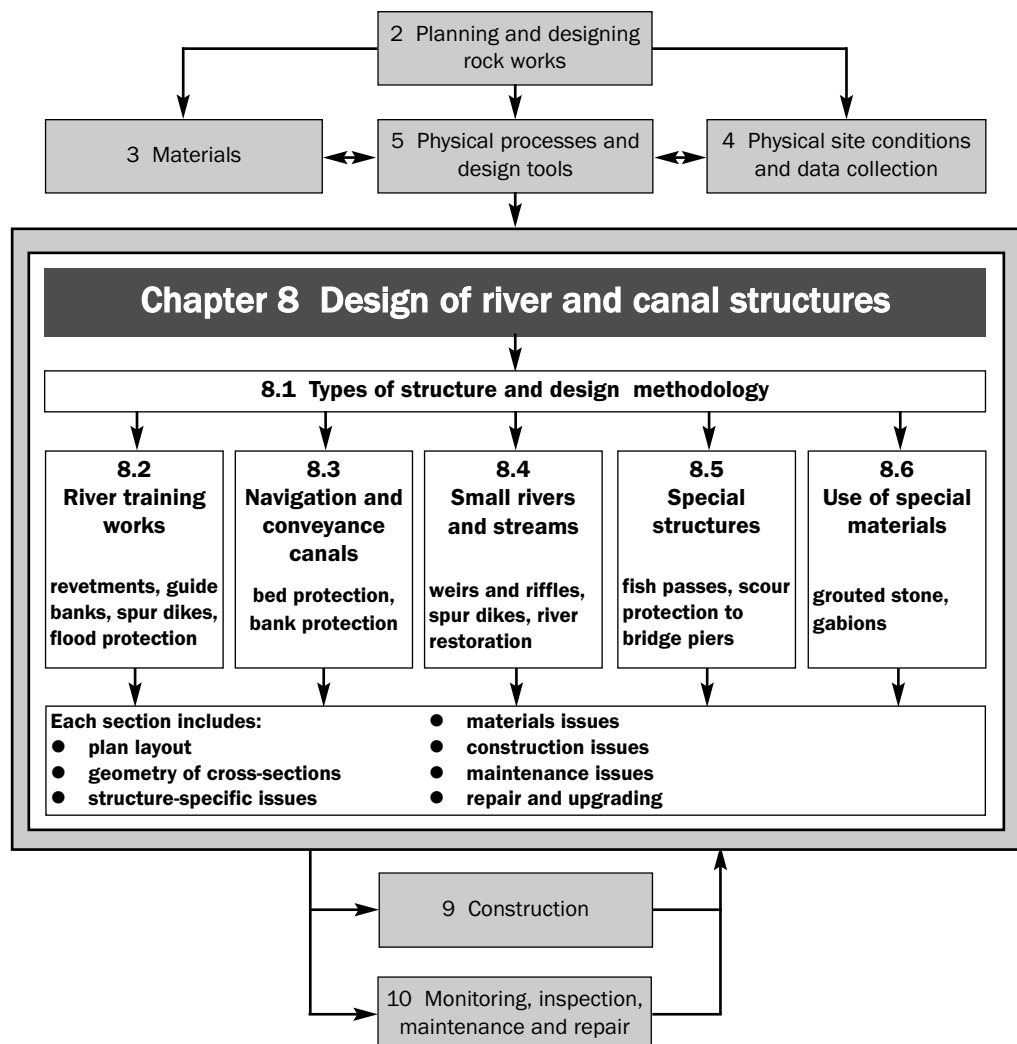 2 Planning and designing
rock works
3 Materials
5 Physical processes and
design tools
4 Physical site conditions
and data collection
Chapter 8 Design of river and canal structures
8.1 Types of structure and design methodology
8.2
River training
works
revetments, guide
banks, spur dikes,
flood protection
8.3
Navigation and
conveyance
canals
bed protection,
bank protection
8.4
Small rivers
and streams
weirs and riffles,
spur dikes, river
restoration
8.5
Special
structures
fish passes, scour
protection to
bridge piers
8.6
Use of special
materials
grouted stone,
gabions
Each section includes:
● plan layout
● geometry of cross-sections
● structure-specific issues
● materials issues
● construction issues
● maintenance issues
● repair and upgrading
9 Construction
10 Monitoring, inspection,
maintenance and repair